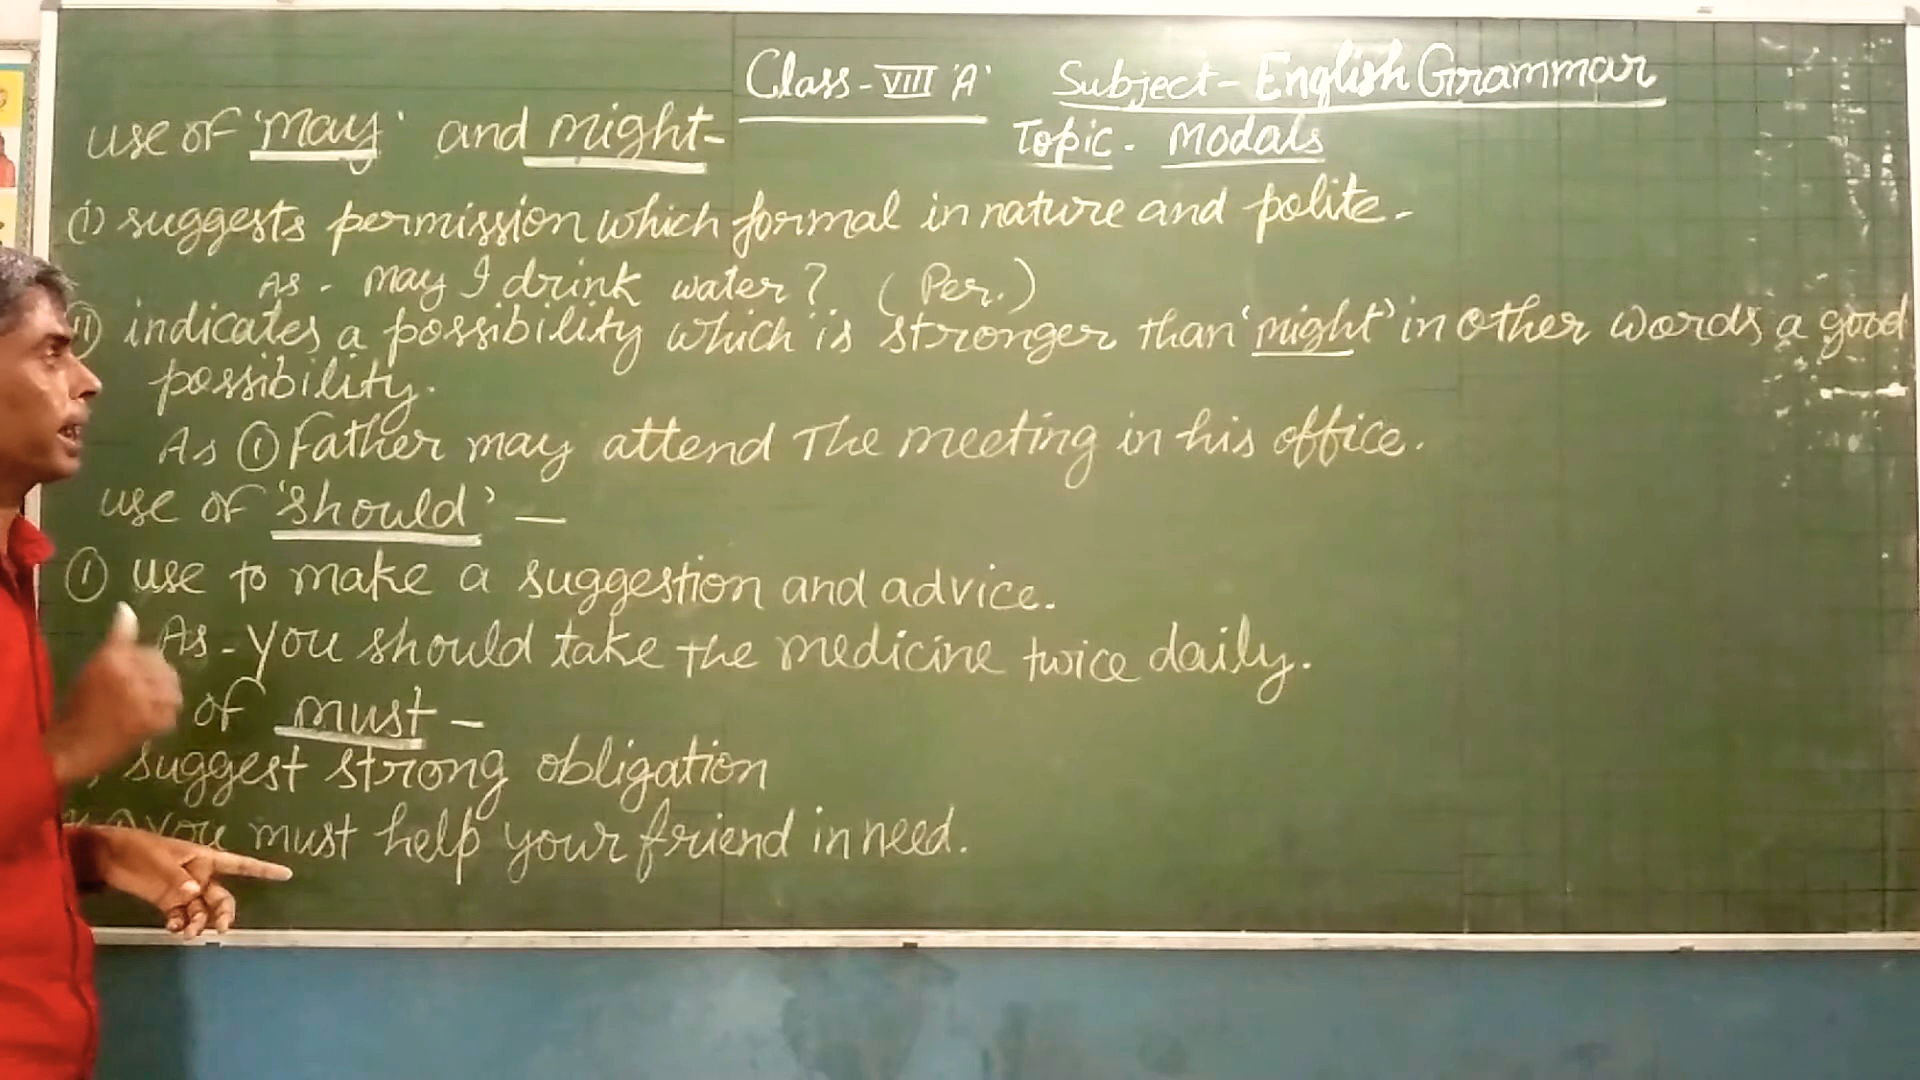 Class - VIII 'A' Subject - English Grammar
Topic - Modals
use of 'may' and might -
(i) suggests permission which formal in nature and polite -
As - may I drink water? (Per.)
ii) indicates a possibility which is stronger than 'might' in other words, a good
possibility.
As ① Father may attend The meeting in his office.
use of 'should' —
① use to make a suggestion and advice.
As - you should take the medicine twice daily.
of must -
suggest strong obligation
you must help your friend in need.